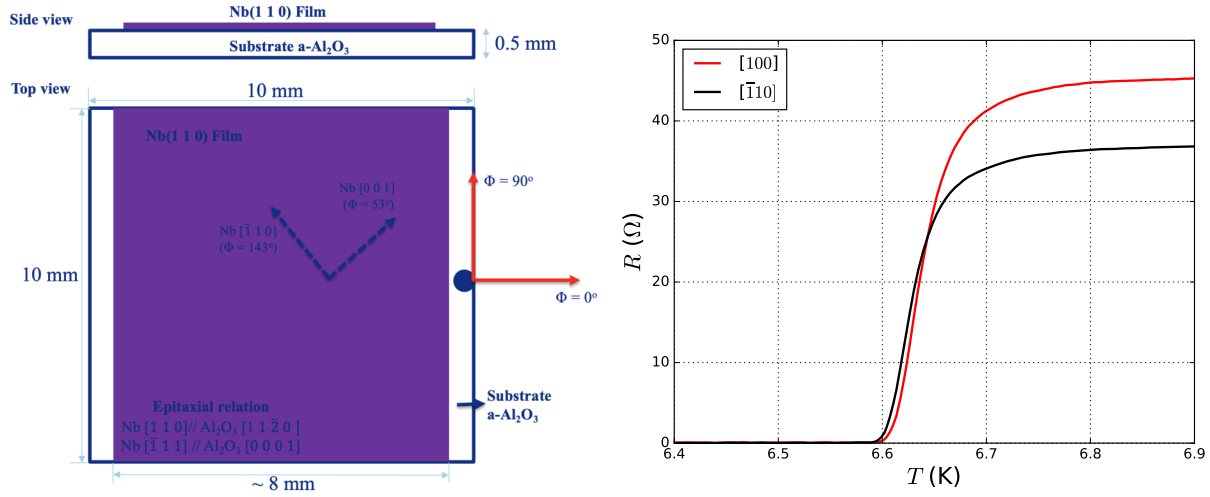 Side view
Nb(1 1 0) Film
Substrate a-Al₂O₃
0.5 mm
Top view
10 mm
Nb(1 1 0) Film
Φ = 90º
Nb [0 0 1]
(Φ = 53º)
Nb [1̅ 1 0]
(Φ = 143º)
10 mm
Φ = 0º
Substrate
a-Al₂O₃
Epitaxial relation
Nb [1 1 0]// Al₂O₃ [1 1 2̅ 0 ]
Nb [1̅ 1 1] // Al₂O₃ [0 0 0 1]
~ 8 mm
[100]
[1̅10]
R (Ω)
50
40
30
20
10
0
6.4 6.5 6.6 6.7 6.8 6.9
T (K)